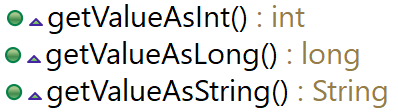 getValueAsInt() : int
getValueAsLong() : long
getValueAsString() : String